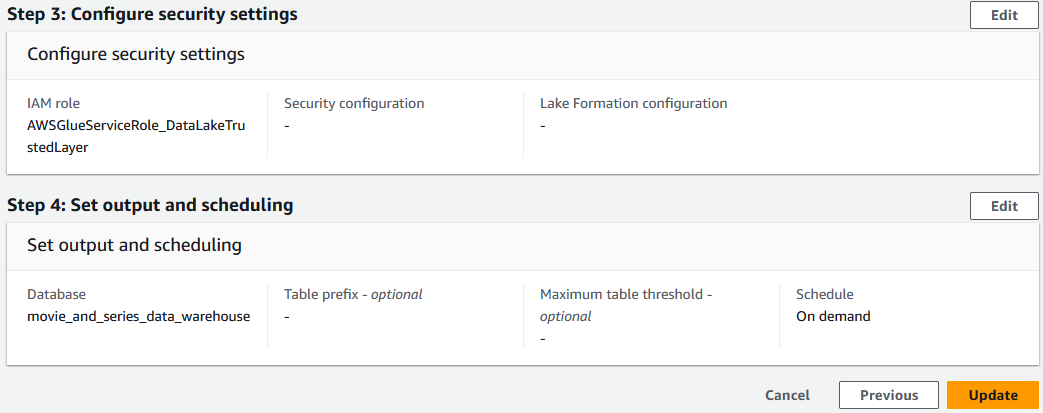 Step 3: Configure security settings
Edit
Configure security settings
IAM role
AWSGlueServiceRole_DataLakeTru
stedLayer
Security configuration
-
Lake Formation configuration
-
Step 4: Set output and scheduling
Edit
Set output and scheduling
Database
movie_and_series_data_warehouse
Table prefix - optional
-
Maximum table threshold -
optional
-
Schedule
On demand
Cancel
Previous
Update